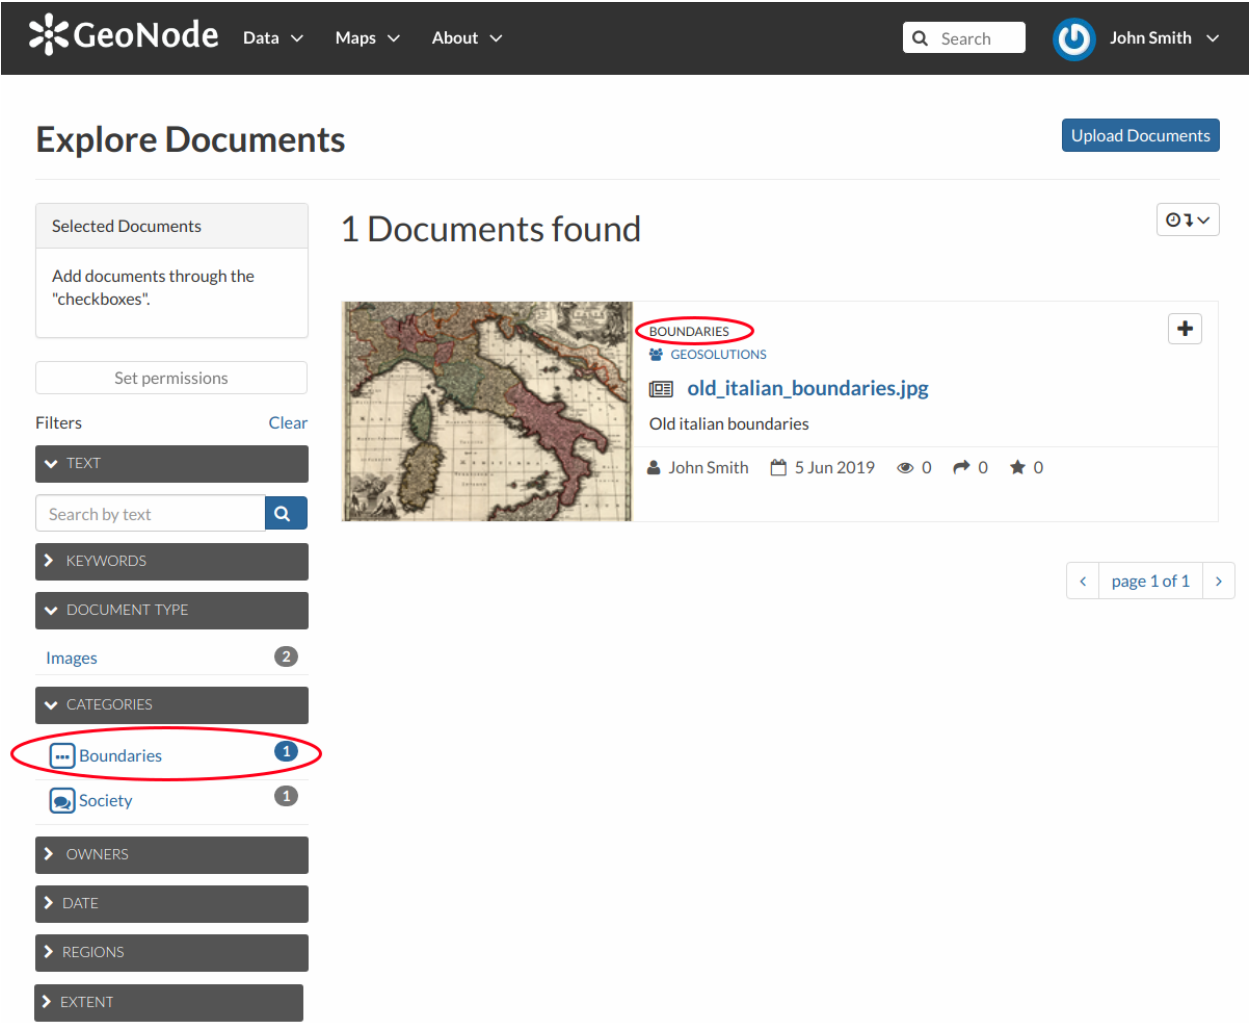 GeoNode Data Maps About Search John Smith
Explore Documents
Upload Documents
Selected Documents
Add documents through the
"checkboxes".
Set permissions
Filters Clear
TEXT
Search by text
KEYWORDS
DOCUMENT TYPE
Images 2
CATEGORIES
Boundaries 1
Society 1
OWNERS
DATE
REGIONS
EXTENT
1 Documents found
BOUNDARIES
GEOSOLUTIONS
old_italian_boundaries.jpg
Old italian boundaries
John Smith 5 Jun 2019 0 0 0
< page 1 of 1 >